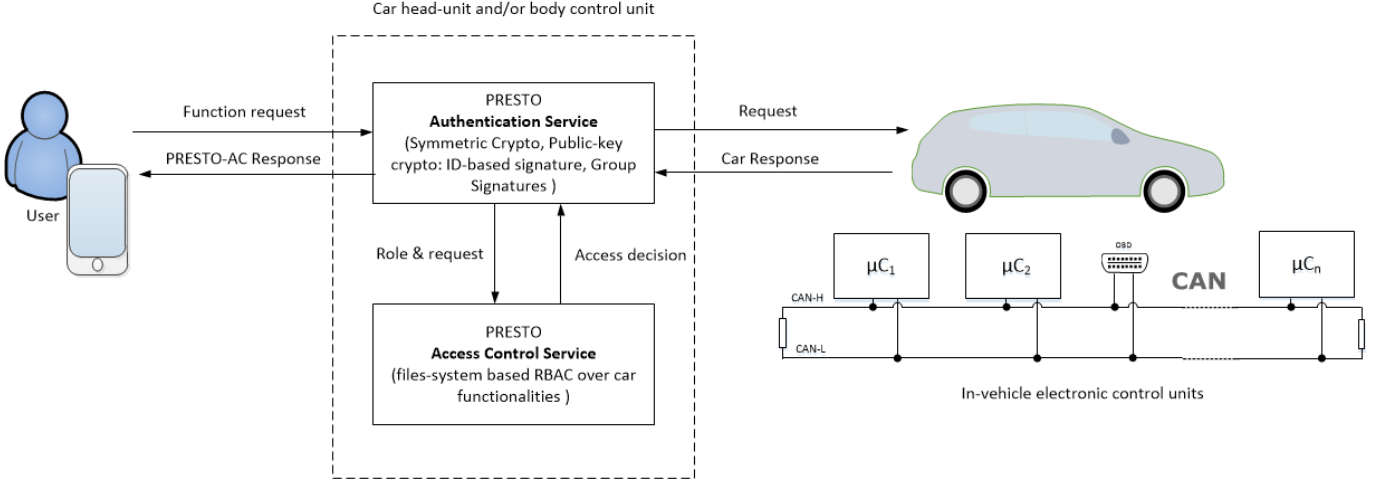 Car head-unit and/or body control unit
Function request
PRESTO-AC Response
User
PRESTO
Authentication Service
(Symmetric Crypto, Public-key
crypto: ID-based signature, Group
Signatures )
Role & request
Access decision
PRESTO
Access Control Service
(files-system based RBAC over car
functionalities )
Request
Car Response
μC1
μC2
OBD
CAN
μCn
CAN-H
CAN-L
In-vehicle electronic control units